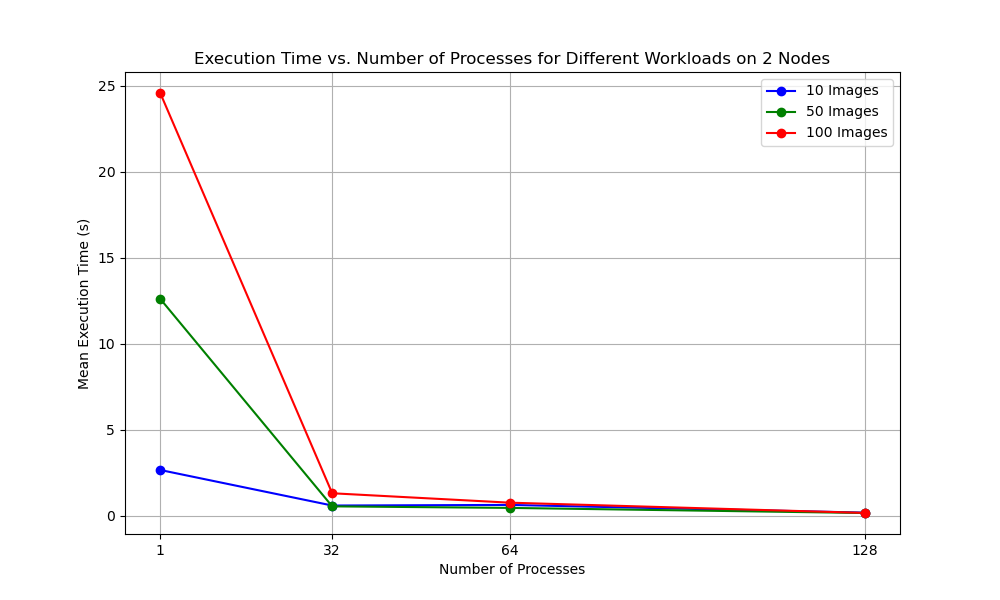 Execution Time vs. Number of Processes for Different Workloads on 2 Nodes
10 Images
50 Images
100 Images
25
20
15
10
5
0
Mean Execution Time (s)
1 32 64 128
Number of Processes